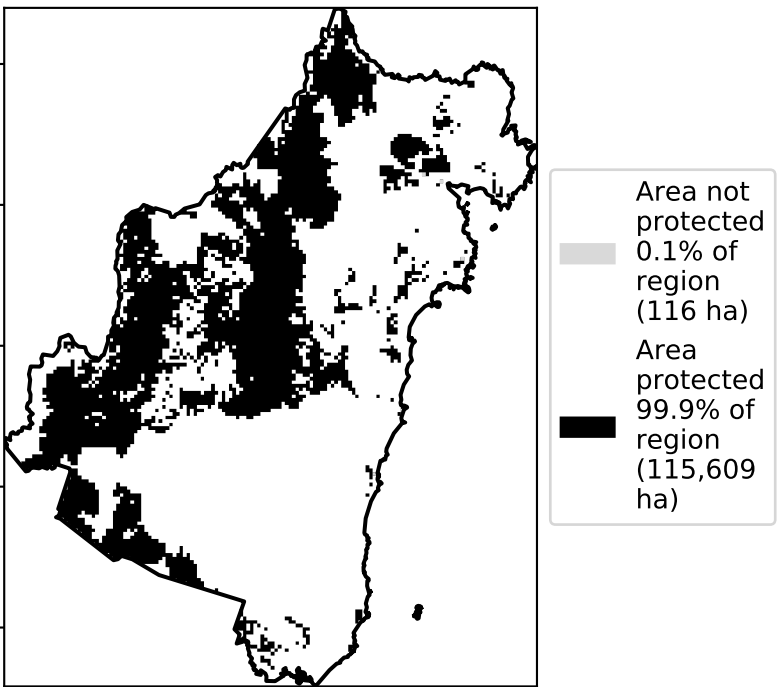 Area not
protected
0.1% of
region
(116 ha)
Area
protected
99.9% of
region
(115,609
ha)